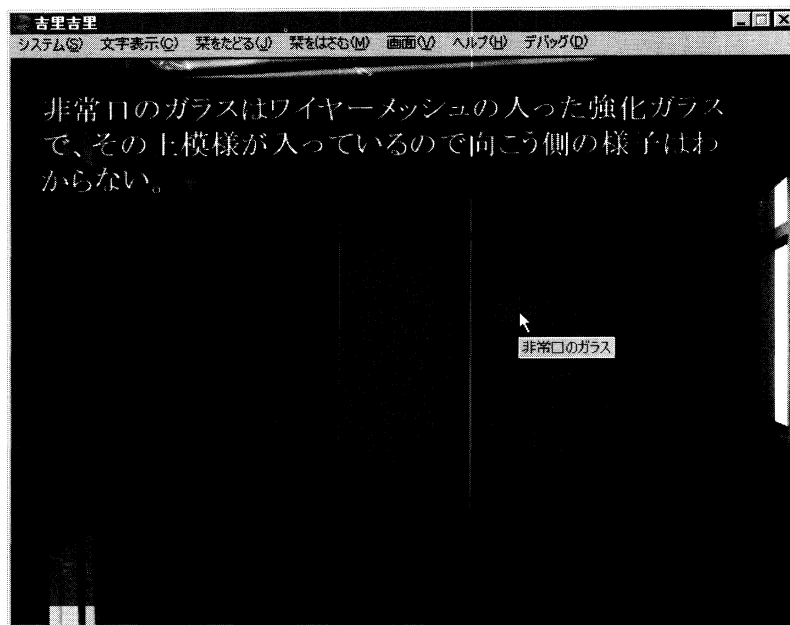 吉里吉里
システム(S) 文字表示(C) 栞をたどる(J) 栞をはさむ(M) 画面(V) ヘルプ(H) デバッグ(D)
非常口のガラスはワイヤーメッシュの入った強化ガラス
で、その上模様が入っているので向こう側の様子はわ
からない。
非常口のガラス